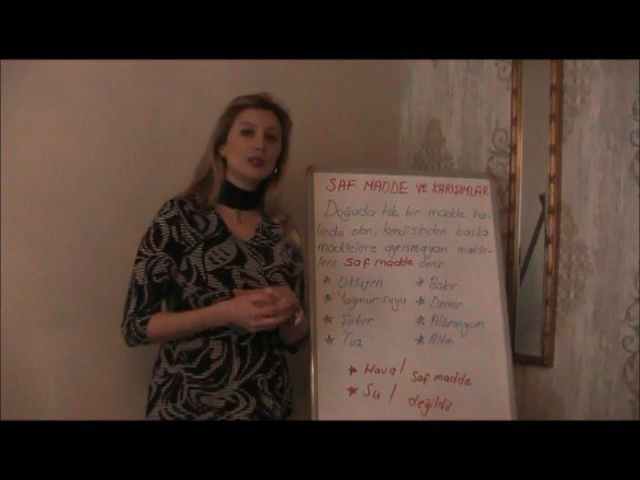 SAF MADDE VE KARIŞIMLAR
Doğada tek bir madde ha-
linde olan, kendisinden başka
maddelere ayrışmayan madde-
lere saf madde denir.
* Oksijen * Bakır
* Yağmur suyu * Demir
* Şeker * Alüminyum
* Tuz * Altın
* Hava! Saf madde
* Su! değildir